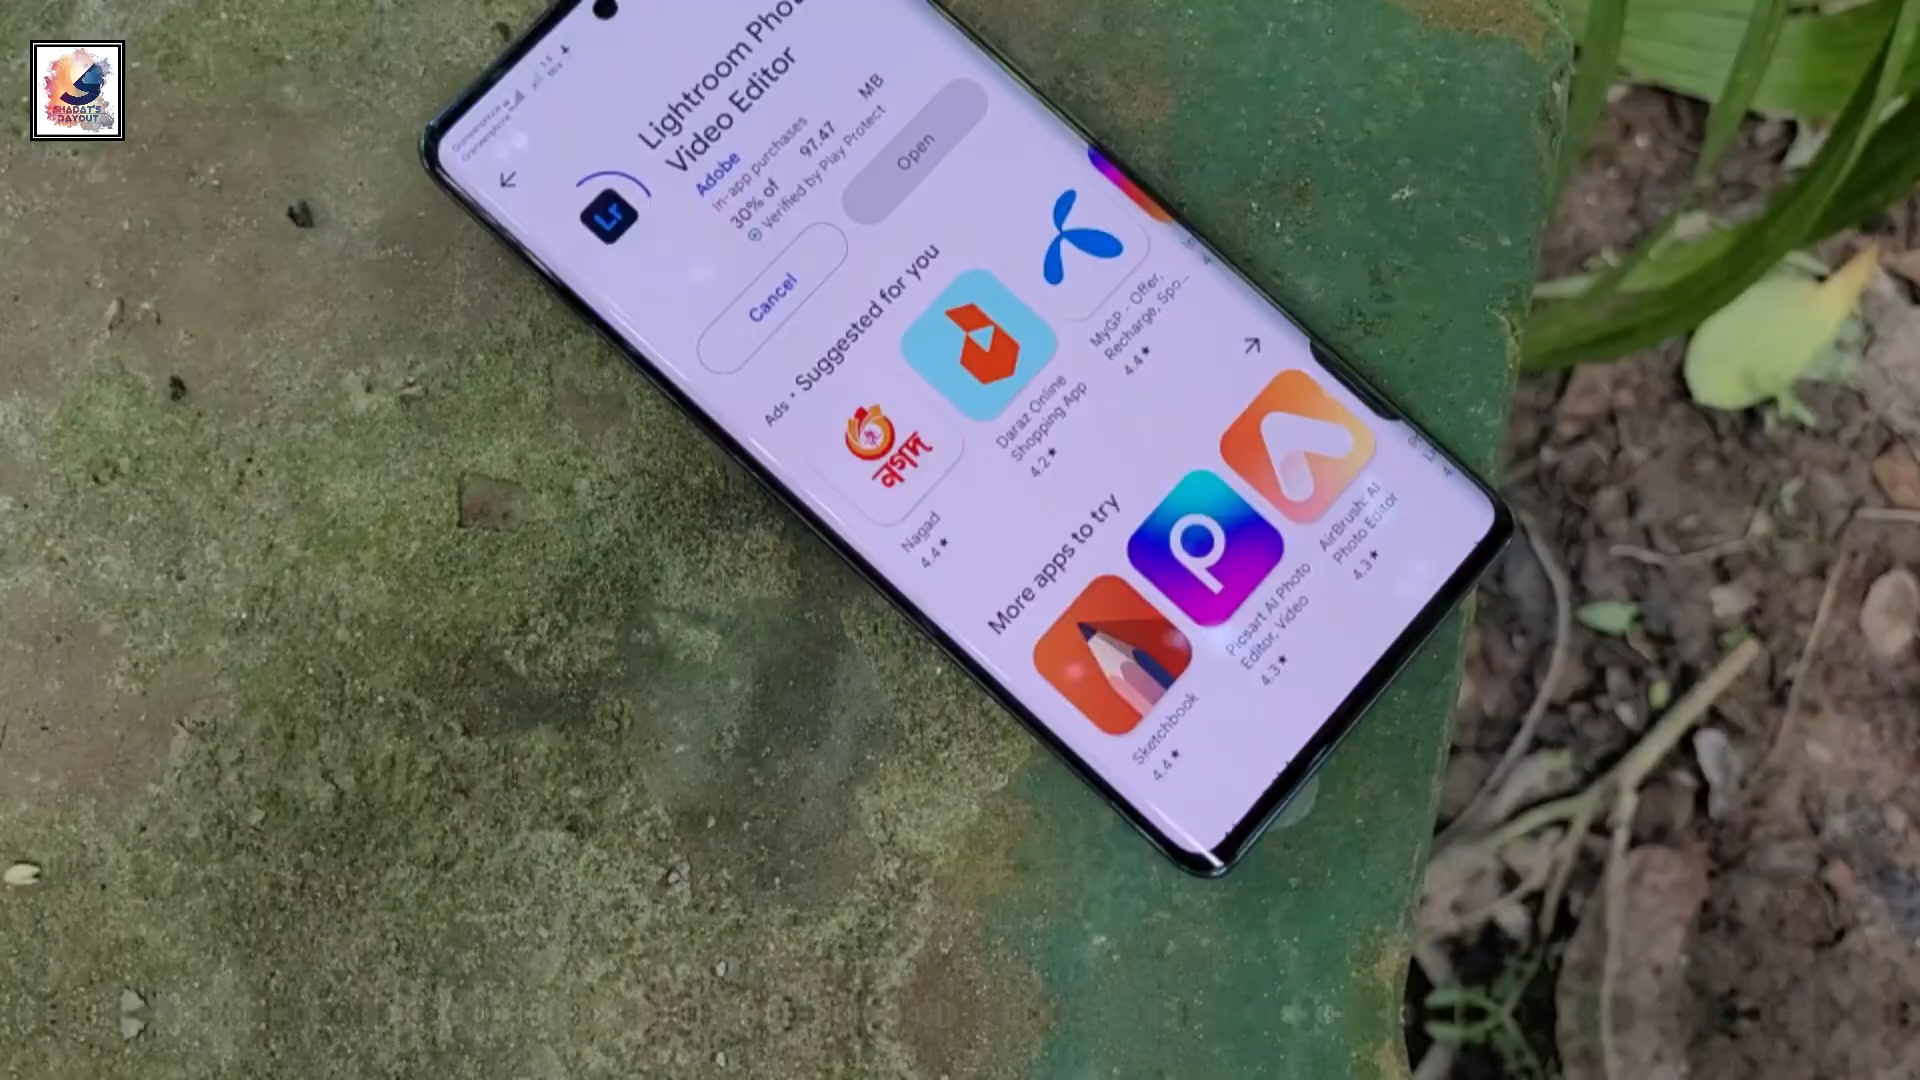 SHADAT'S
DAYOUT
Grameenphone
Grameenphone
Lightroom Pho
Video Editor
Adobe
In-app purchases
30% of 97.47 MB
Verified by Play Protect
Cancel
Open
Lr
Ads • Suggested for you
নগদ
Nagad
4.4★
Daraz Online
Shopping App
4.2★
MyGP - Offer,
Recharge, Spo...
4.4★
More apps to try
Sketchbook
4.4★
Picsart AI Photo
Editor, Video
4.3★
AirBrush: AI
Photo Editor
4.3★